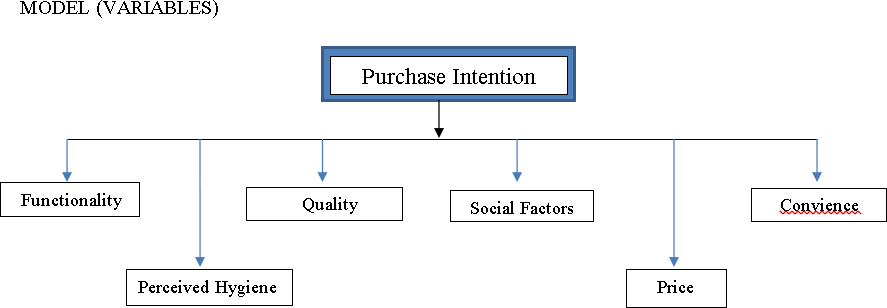 MODEL (VARIABLES)
Purchase Intention
Functionality
Quality
Social Factors
Convience
Perceived Hygiene
Price